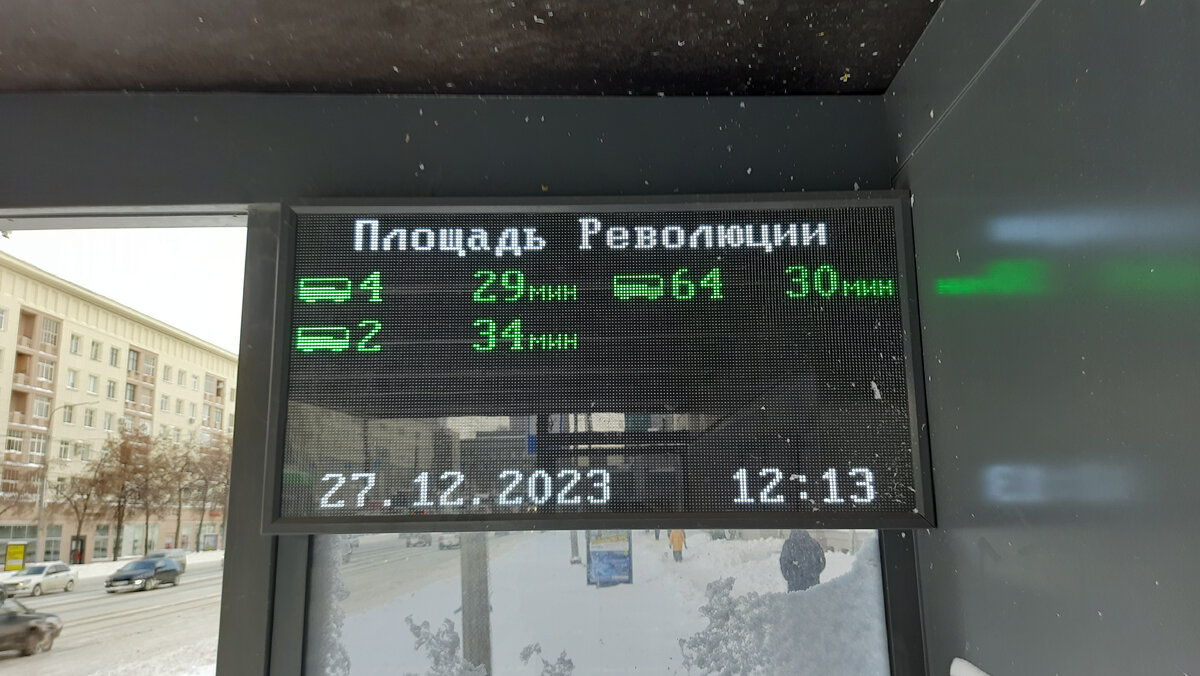 Площадь Революции
4 29мин 64 30мин
2 34мин
27.12.2023 12:13